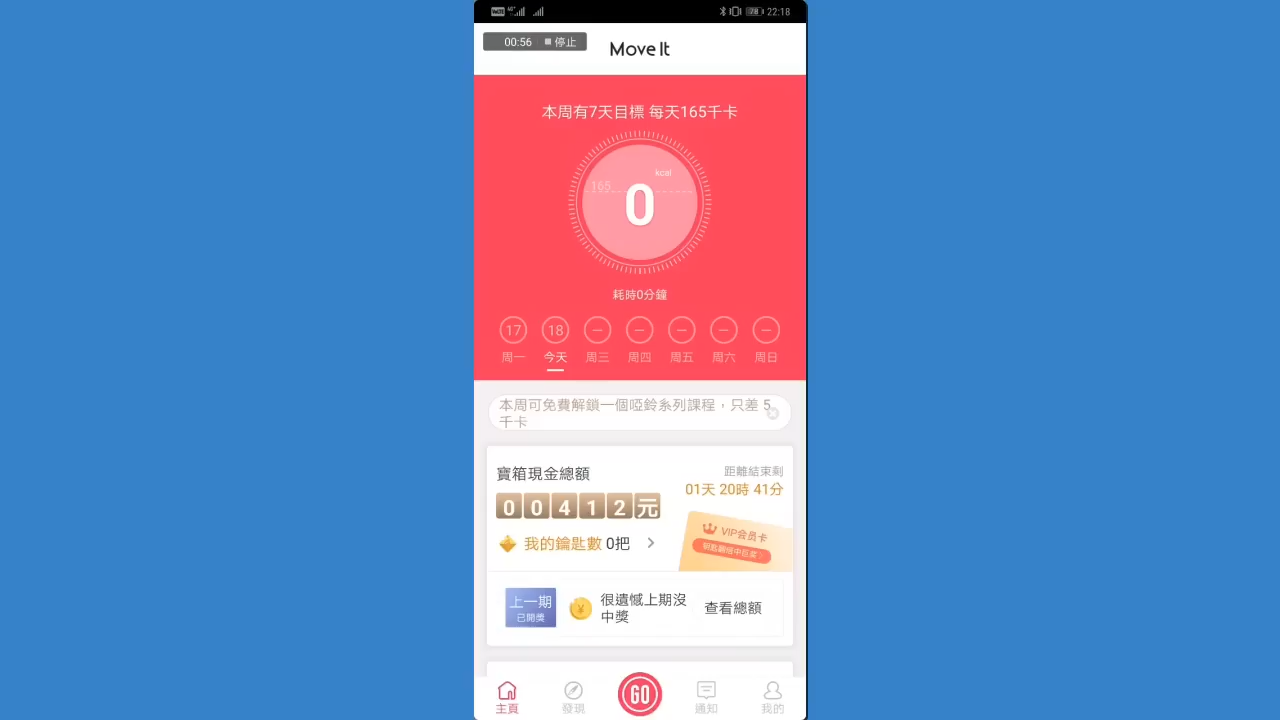 VoLTE 4G+ 78 22:18
00:56 停止
Move It
本周有7天目標 每天165千卡
kcal
165
0
耗時0分鐘
17 18
周一 今天 周三 周四 周五 周六 周日
本周可免費解鎖一個啞鈴系列課程，只差 5
千卡
寶箱現金總額
距離結束剩
01天 20時 41分
00412元
VIP会员卡
我的鑰匙數 0把
上一期
已開獎
很遺憾上期沒
中獎
查看總額
GO
主頁 發現 通知 我的